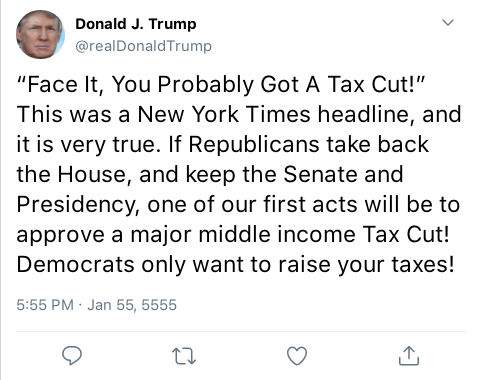 Donald J. Trump
@realDonaldTrump
“Face It, You Probably Got A Tax Cut!”
This was a New York Times headline, and
it is very true. If Republicans take back
the House, and keep the Senate and
Presidency, one of our first acts will be to
approve a major middle income Tax Cut!
Democrats only want to raise your taxes!
5:55 PM · Jan 55, 5555